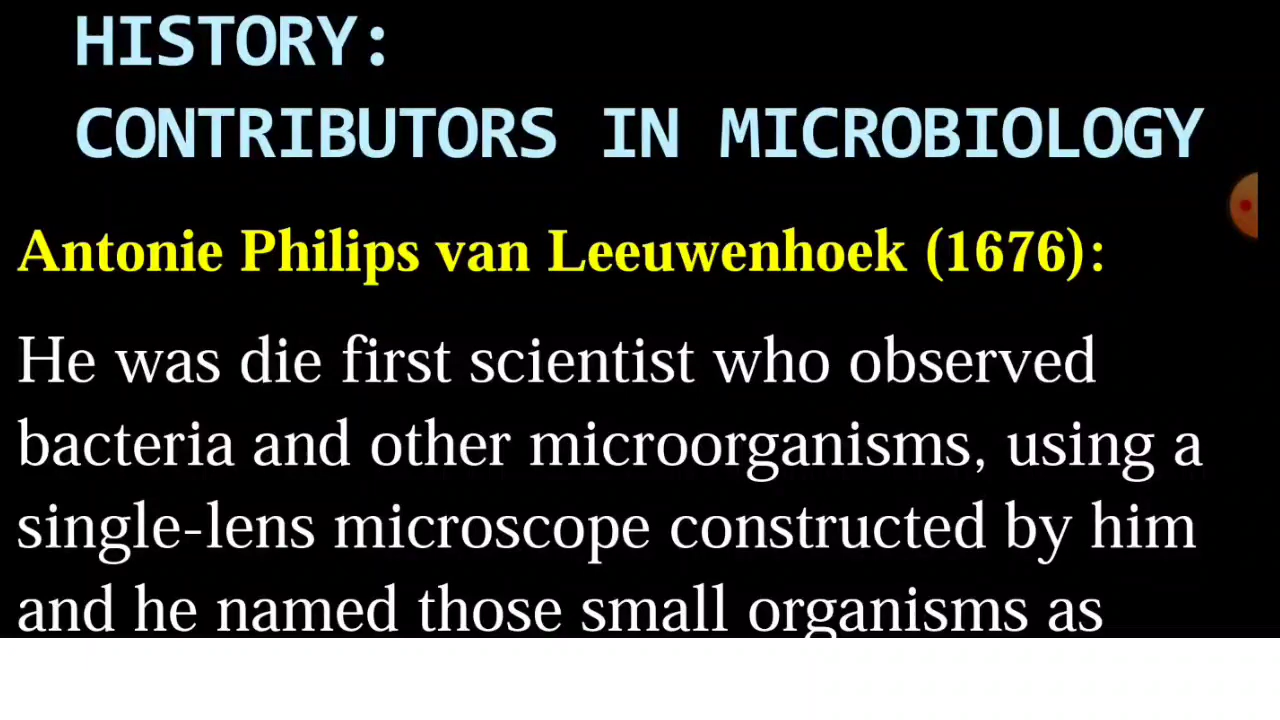 HISTORY:
CONTRIBUTORS IN MICROBIOLOGY
Antonie Philips van Leeuwenhoek (1676):
He was die first scientist who observed
bacteria and other microorganisms, using a
single-lens microscope constructed by him
and he named those small organisms as